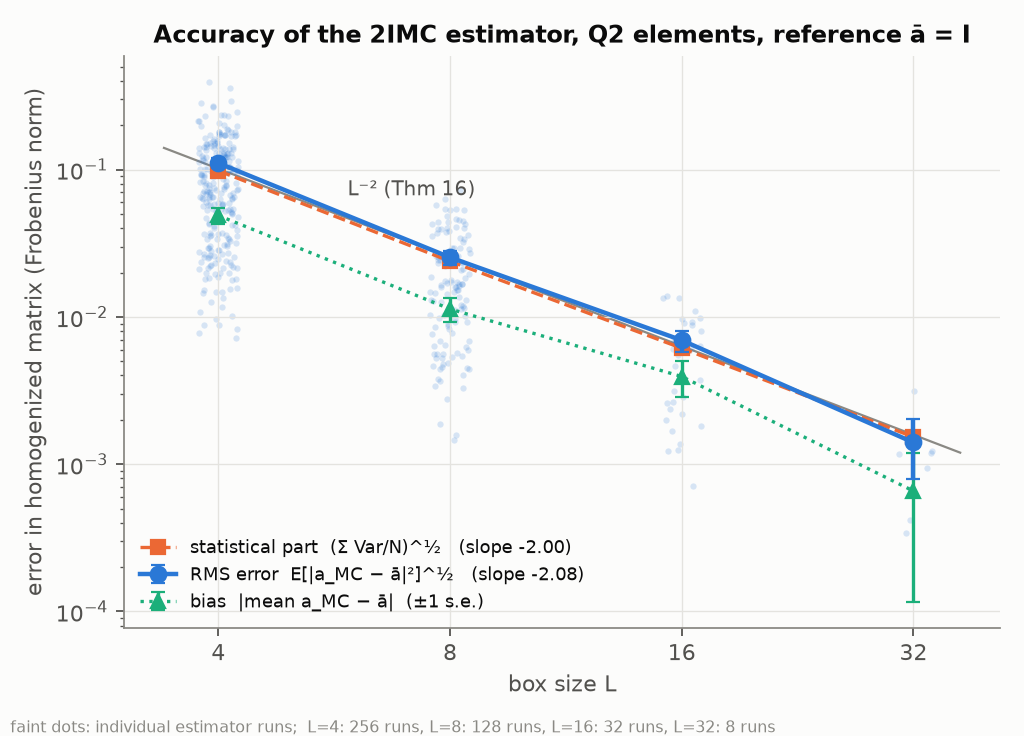 Accuracy of the 2IMC estimator, Q2 elements, reference ā = I
error in homogenized matrix (Frobenius norm)
10⁻¹
10⁻²
10⁻³
10⁻⁴
L⁻² (Thm 16)
statistical part (Σ Var/N)^½ (slope -2.00)
RMS error E[|a_MC − ā|²]^½ (slope -2.08)
bias |mean a_MC − ā| (±1 s.e.)
4 8 16 32
box size L
faint dots: individual estimator runs; L=4: 256 runs, L=8: 128 runs, L=16: 32 runs, L=32: 8 runs